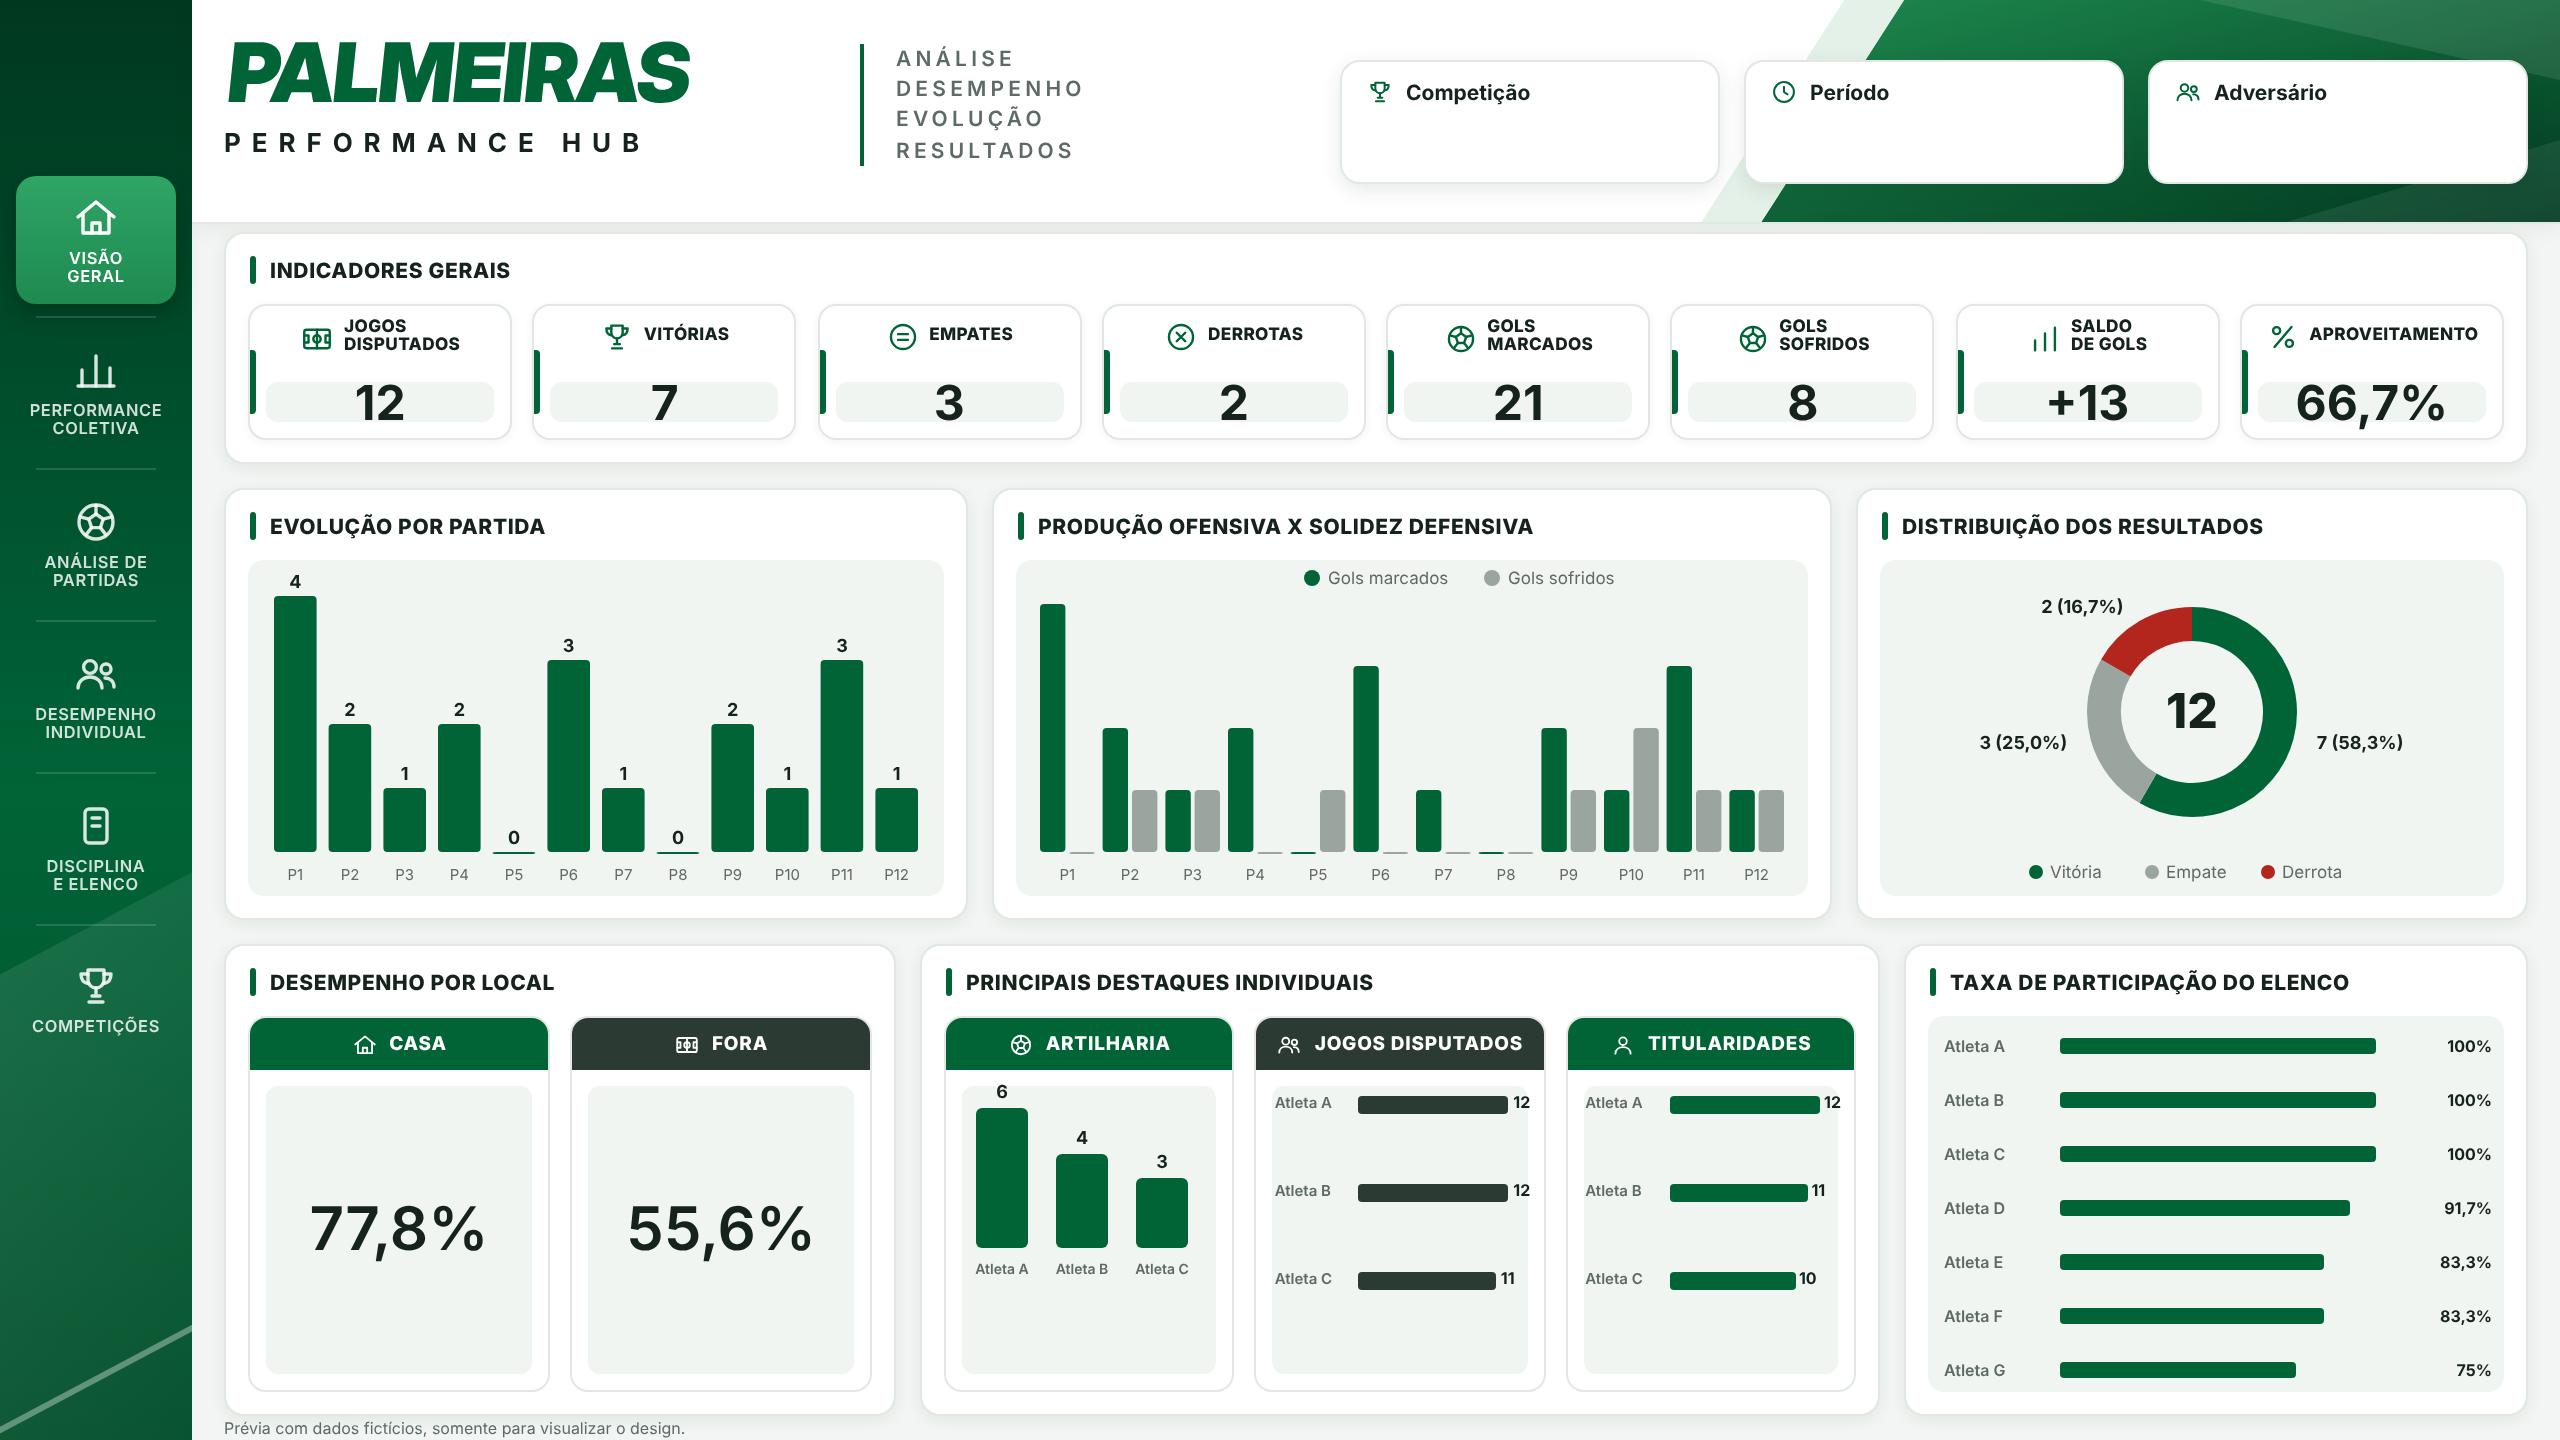 PALMEIRAS
PERFORMANCE HUB
ANÁLISE
DESEMPENHO
EVOLUÇÃO
RESULTADOS
Competição
Período
Adversário
VISÃO
GERAL
PERFORMANCE
COLETIVA
ANÁLISE DE
PARTIDAS
DESEMPENHO
INDIVIDUAL
DISCIPLINA
E ELENCO
COMPETIÇÕES
INDICADORES GERAIS
JOGOS
DISPUTADOS
12
VITÓRIAS
7
EMPATES
3
DERROTAS
2
GOLS
MARCADOS
21
GOLS
SOFRIDOS
8
SALDO
DE GOLS
+13
APROVEITAMENTO
66,7%
EVOLUÇÃO POR PARTIDA
4
2
1
2
0
3
1
0
2
1
3
1
P1 P2 P3 P4 P5 P6 P7 P8 P9 P10 P11 P12
PRODUÇÃO OFENSIVA X SOLIDEZ DEFENSIVA
Gols marcados Gols sofridos
P1 P2 P3 P4 P5 P6 P7 P8 P9 P10 P11 P12
DISTRIBUIÇÃO DOS RESULTADOS
2 (16,7%)
12
3 (25,0%)
7 (58,3%)
Vitória Empate Derrota
DESEMPENHO POR LOCAL
CASA
77,8%
FORA
55,6%
PRINCIPAIS DESTAQUES INDIVIDUAIS
ARTILHARIA
6
4
3
Atleta A Atleta B Atleta C
JOGOS DISPUTADOS
Atleta A 12
Atleta B 12
Atleta C 11
TITULARIDADES
Atleta A 12
Atleta B 11
Atleta C 10
TAXA DE PARTICIPAÇÃO DO ELENCO
Atleta A 100%
Atleta B 100%
Atleta C 100%
Atleta D 91,7%
Atleta E 83,3%
Atleta F 83,3%
Atleta G 75%
Prévia com dados fictícios, somente para visualizar o design.